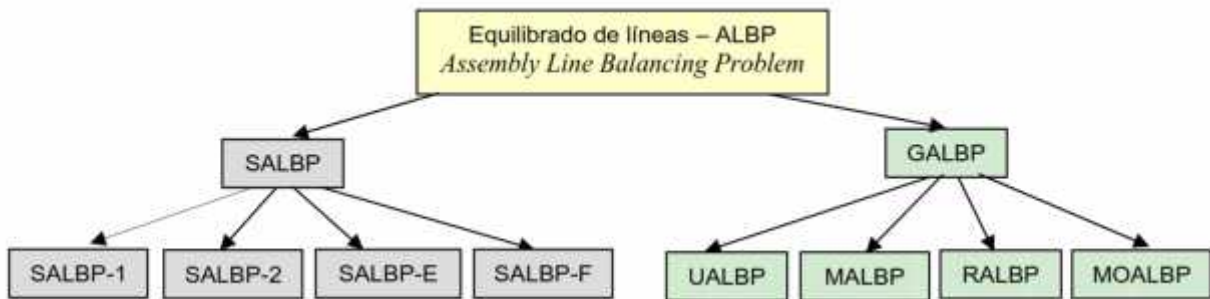 Equilibrado de líneas – ALBP
Assembly Line Balancing Problem
SALBP
GALBP
SALBP-1
SALBP-2
SALBP-E
SALBP-F
UALBP
MALBP
RALBP
MOALBP